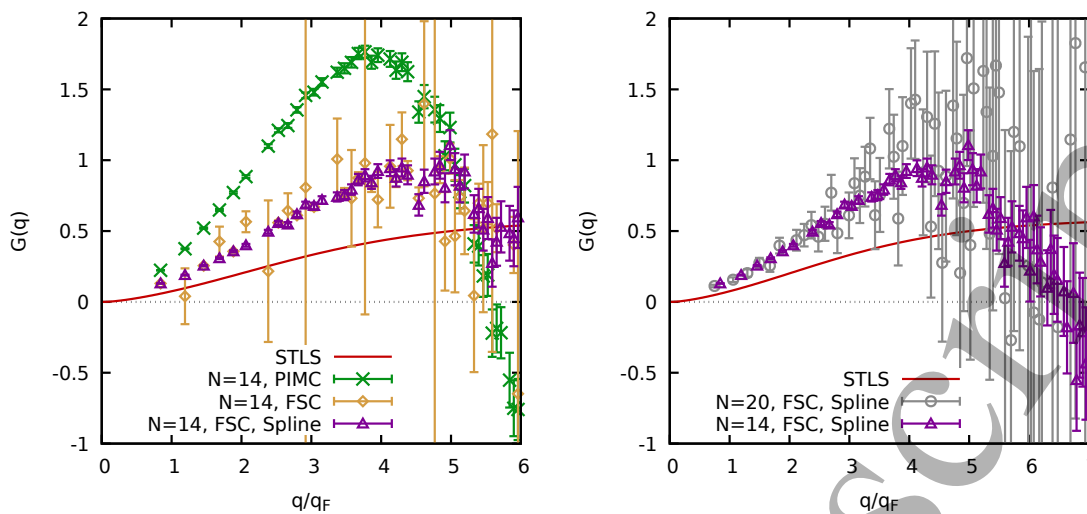 2
1.5
1
0.5
0
-0.5
-1
0 1 2 3 4 5 6
G(q)
q/qF
STLS
N=14, PIMC
N=14, FSC
N=14, FSC, Spline
2
1.5
1
0.5
0
-0.5
-1
0 1 2 3 4 5 6
G(q)
q/qF
STLS
N=20, FSC, Spline
N=14, FSC, Spline